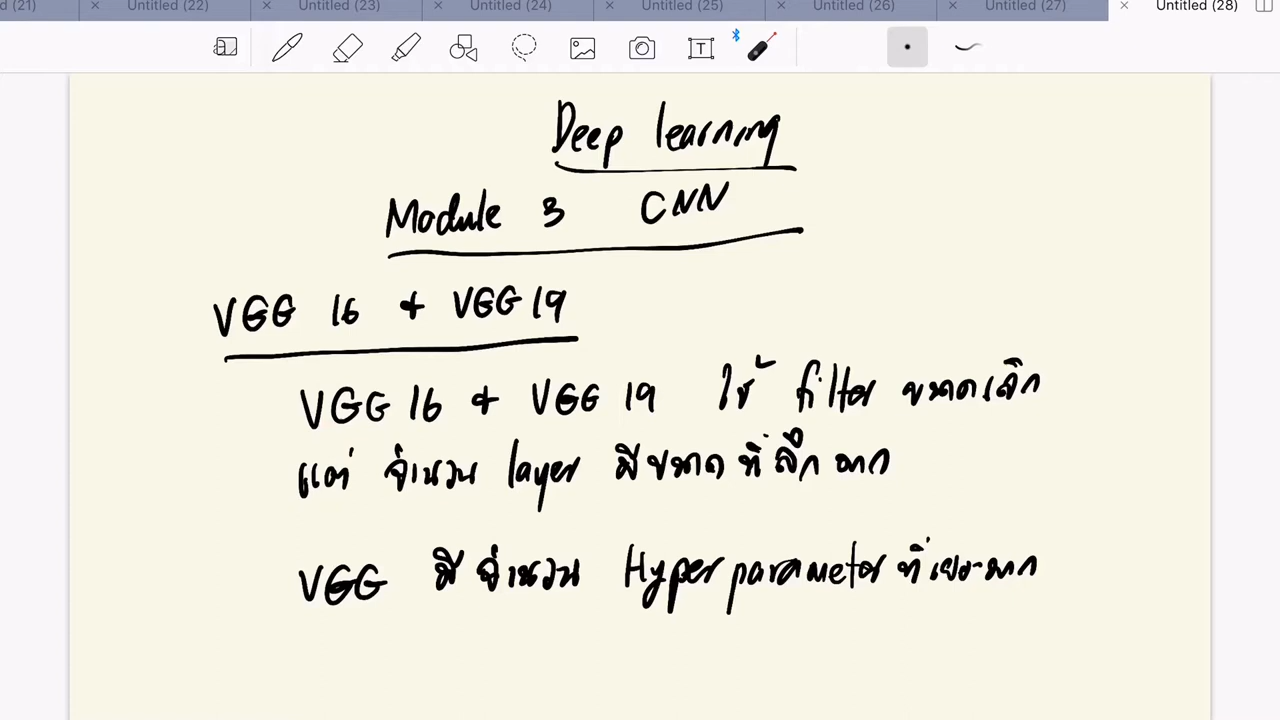 d (21)
Untitled (22)
Untitled (23)
Untitled (24)
Untitled (25)
Untitled (26)
Untitled (27)
Untitled (28)
Deep learning
Module 3 CNN
VGG 16 & VGG 19
VGG 16 & VGG 19 ใช้ filter ขนาดเล็ก
แต่ จำนวน layer มีขนาด ที่ ลึก มาก
VGG มี จำนวน Hyper parameter ที่เยอะมาก